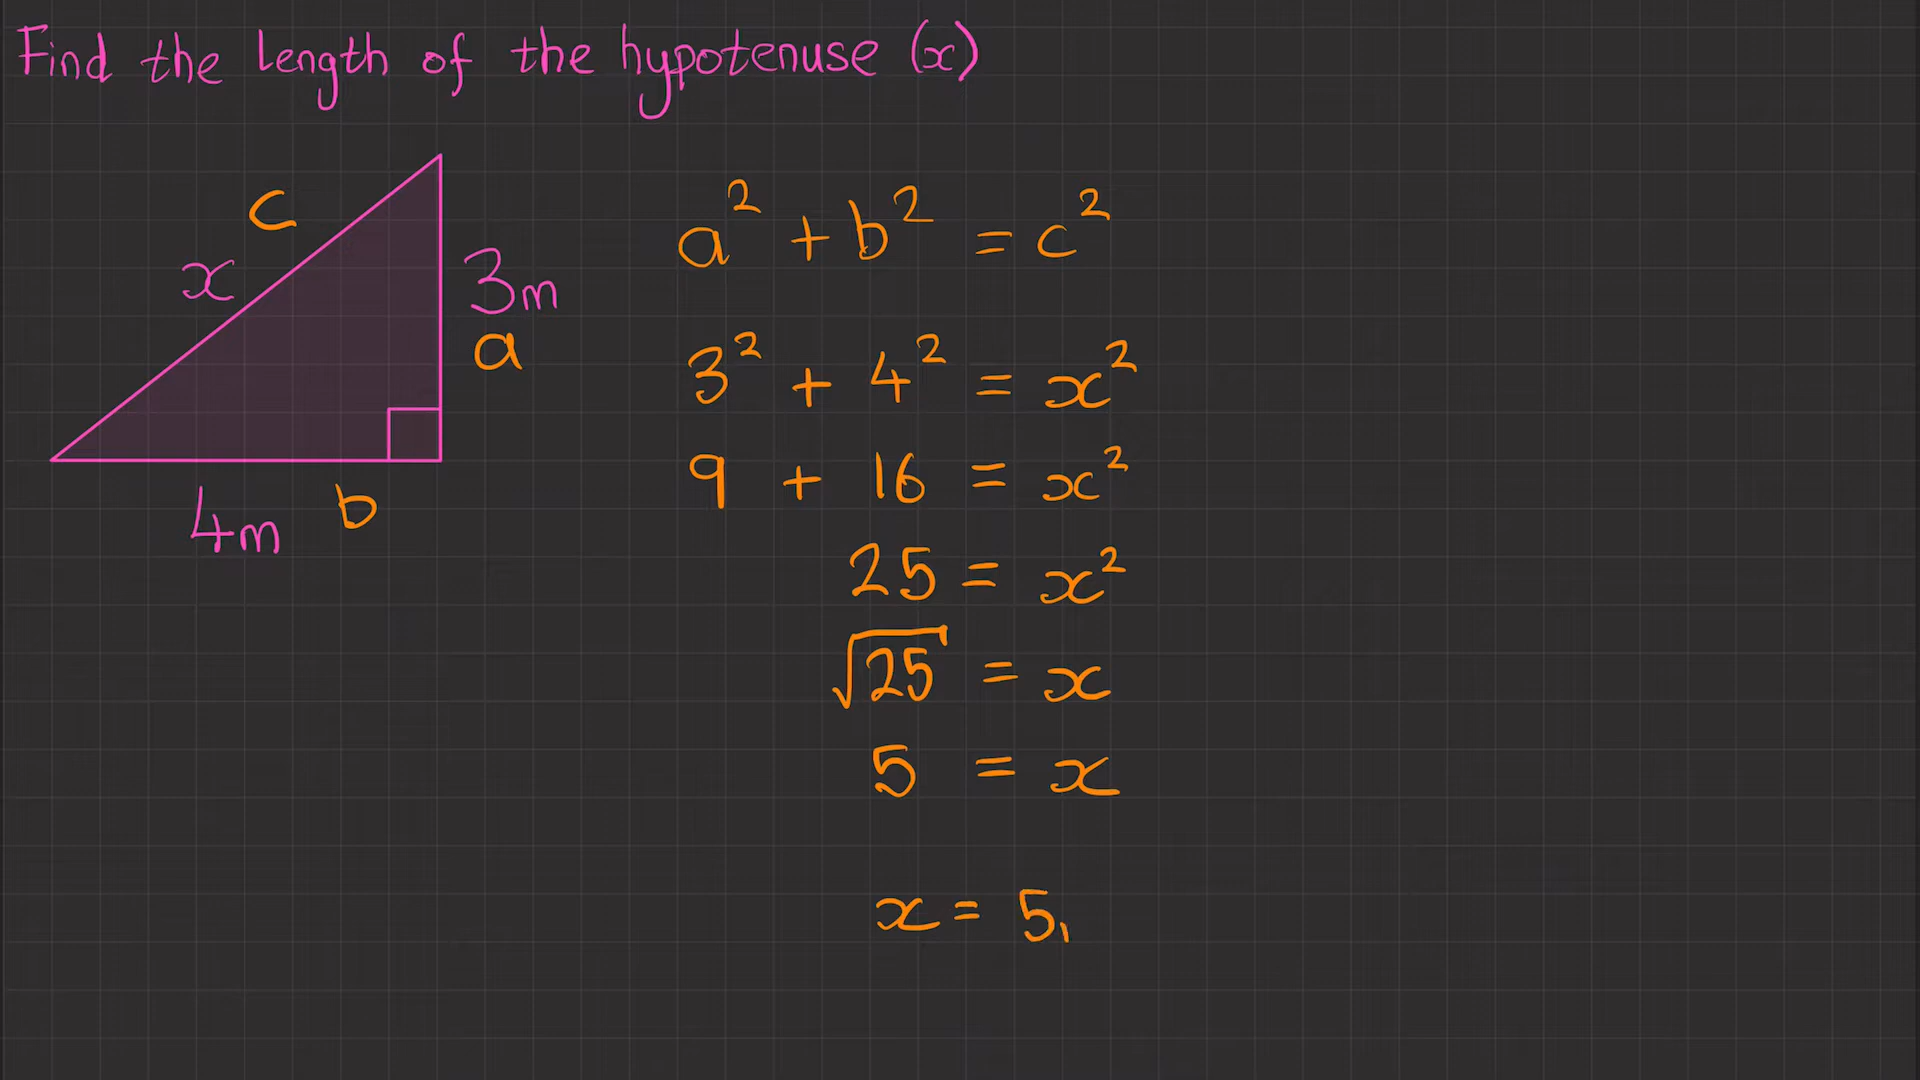 Find the length of the hypotenuse (x)
c
x
3m
a
4m b
a² + b² = c²
3² + 4² = x²
9 + 16 = x²
25 = x²
√25 = x
5 = x
x = 5